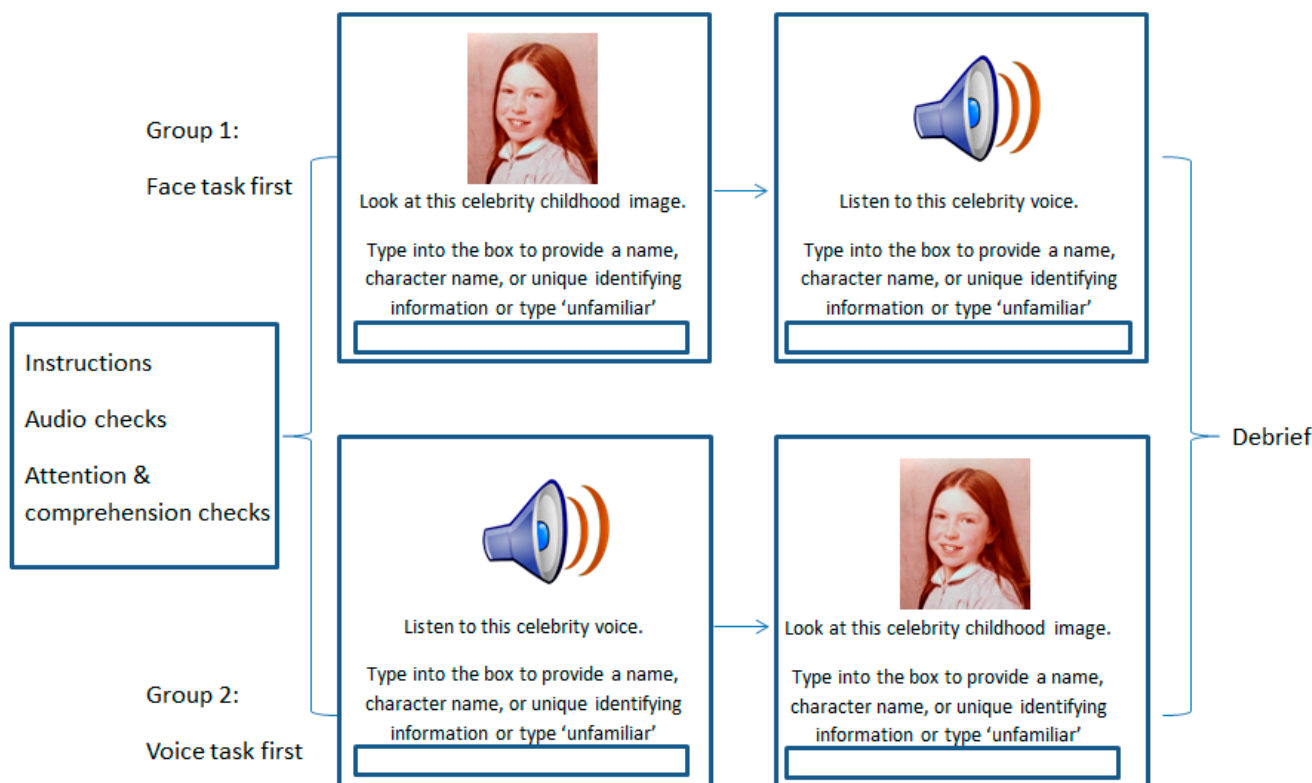 Group 1:
Face task first
Look at this celebrity childhood image.
Type into the box to provide a name,
character name, or unique identifying
information or type ‘unfamiliar’
Listen to this celebrity voice.
Type into the box to provide a name,
character name, or unique identifying
information or type ‘unfamiliar’
Instructions
Audio checks
Attention &
comprehension checks
Debrief
Group 2:
Voice task first
Listen to this celebrity voice.
Type into the box to provide a name,
character name, or unique identifying
information or type ‘unfamiliar’
Look at this celebrity childhood image.
Type into the box to provide a name,
character name, or unique identifying
information or type ‘unfamiliar’